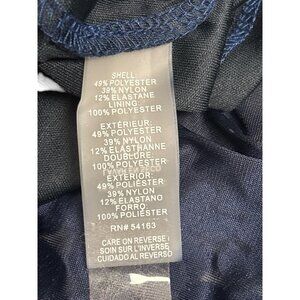 SHELL:
49% POLYESTER
39% NYLON
12% ELASTANE
LINING:
100% POLYESTER
EXTÉRIEUR:
49% POLYESTER
39% NYLON
12% ÉLASTHANNE
DOUBLURE:
100% POLYESTER
EXTERIOR:
49% POLIÉSTER
39% NYLON
12% ELASTANO
FORRO:
100% POLIÉSTER
RN# 54163
CARE ON REVERSE /
SOIN SUR L'ENDOS /
CUIDADO AL REVERSO